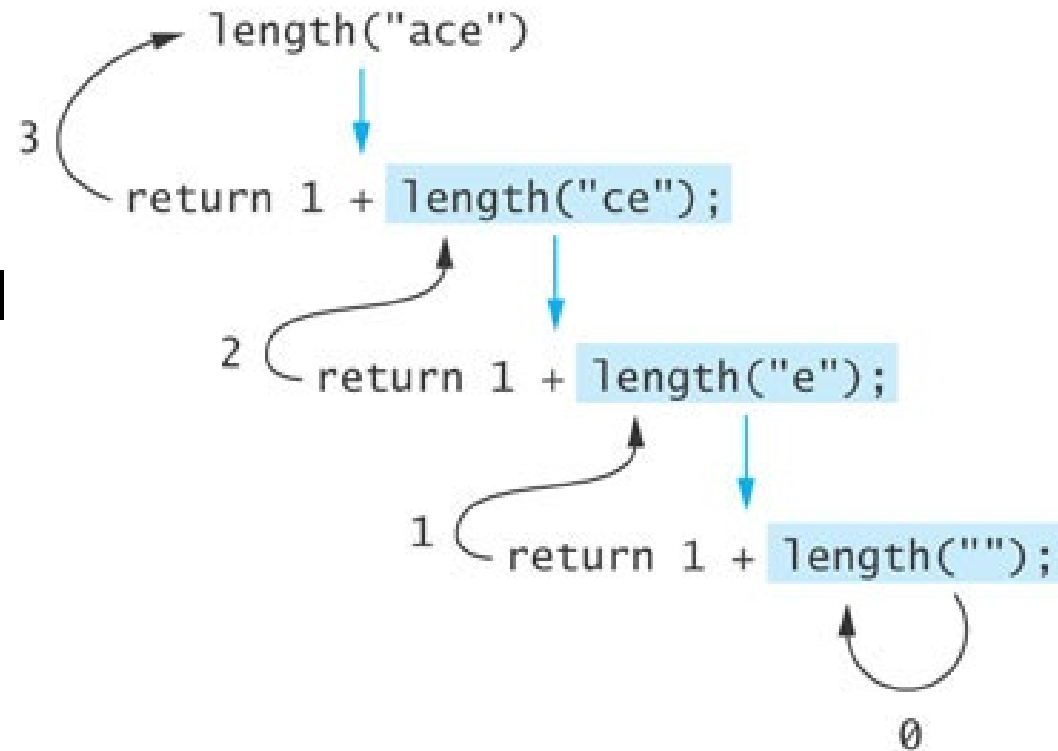 length("ace")
3
return 1 + length("ce");
2
return 1 + length("e");
1
return 1 + length("");
0